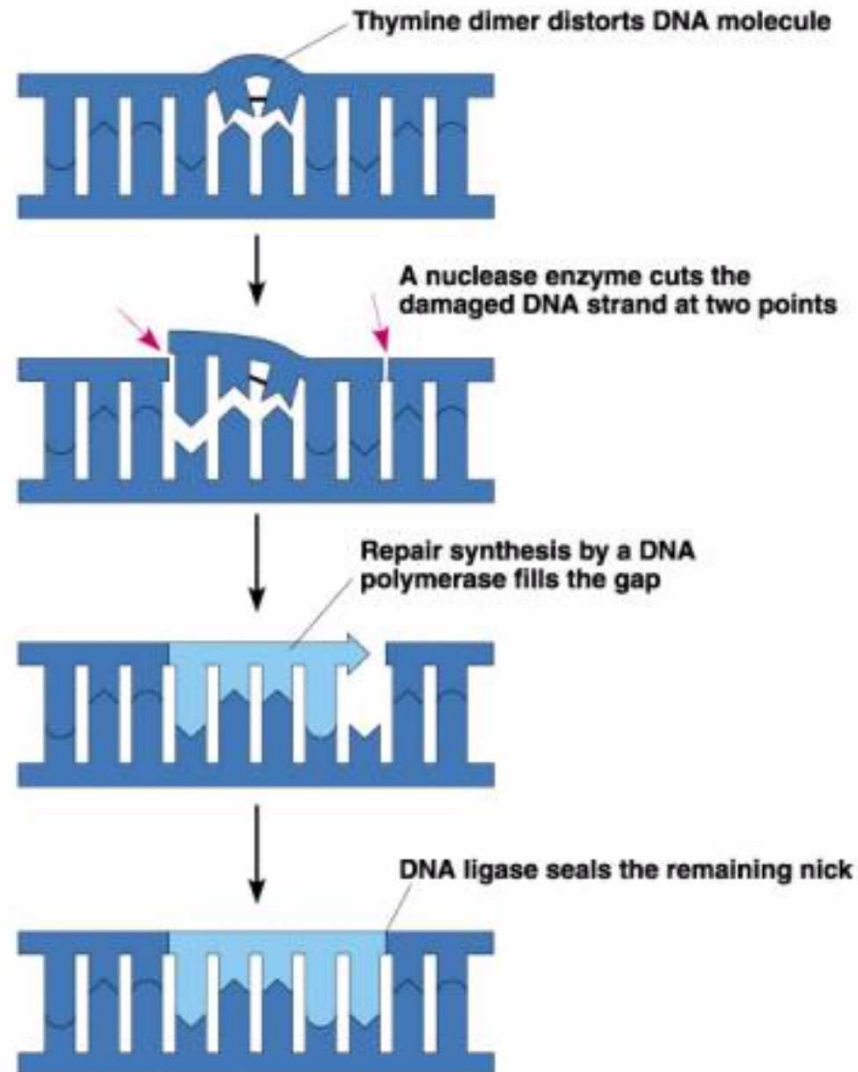 Thymine dimer distorts DNA molecule
A nuclease enzyme cuts the
damaged DNA strand at two points
Repair synthesis by a DNA
polymerase fills the gap
DNA ligase seals the remaining nick